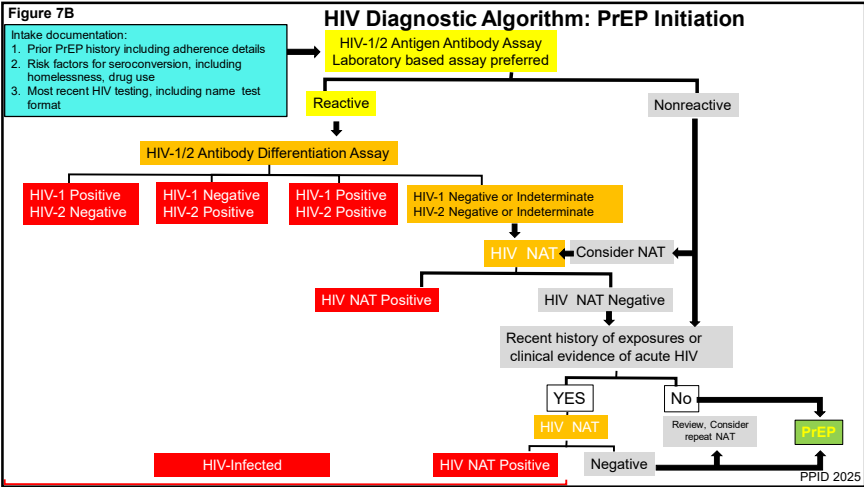 Figure 7B
HIV Diagnostic Algorithm: PrEP Initiation
Intake documentation:
1. Prior PrEP history including adherence details
2. Risk factors for seroconversion, including
homelessness, drug use
3. Most recent HIV testing, including name test
format
HIV-1/2 Antigen Antibody Assay
Laboratory based assay preferred
Reactive
Nonreactive
HIV-1/2 Antibody Differentiation Assay
HIV-1 Positive
HIV-2 Negative
HIV-1 Negative
HIV-2 Positive
HIV-1 Positive
HIV-2 Positive
HIV-1 Negative or Indeterminate
HIV-2 Negative or Indeterminate
HIV NAT
Consider NAT
HIV NAT Positive
HIV NAT Negative
Recent history of exposures or
clinical evidence of acute HIV
YES
No
HIV NAT
Review, Consider
repeat NAT
PrEP
HIV-Infected
HIV NAT Positive
Negative
PPID 2025